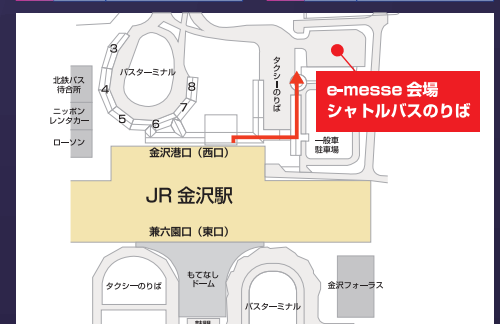 3
4
5
6
7
8
バスターミナル
北鉄バス
待合所
ニッポン
レンタカー
ローソン
タクシーのりば
e-messe 会場
シャトルバスのりば
一般車
駐車場
金沢港口（西口）
JR 金沢駅
兼六園口（東口）
タクシーのりば
もてなし
ドーム
バスターミナル
金沢フォーラス